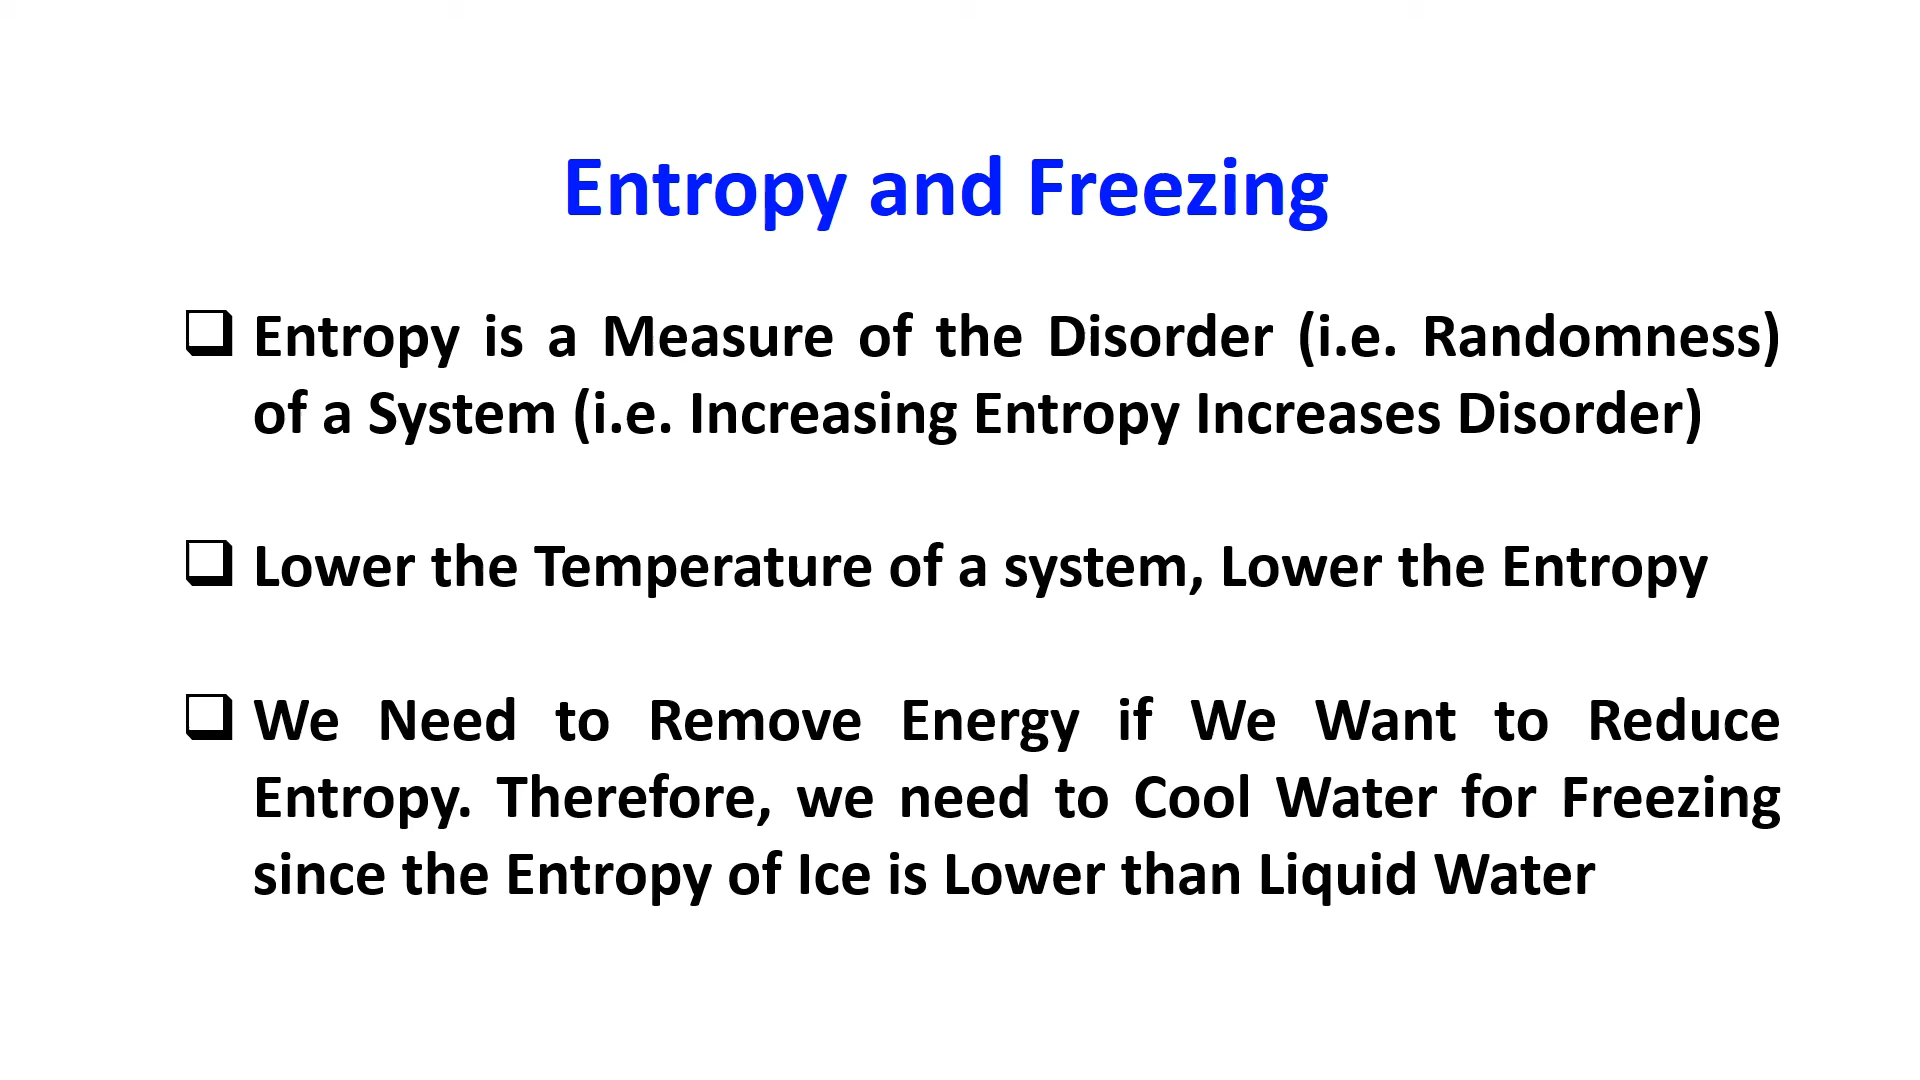 Entropy and Freezing
❑ Entropy is a Measure of the Disorder (i.e. Randomness)
of a System (i.e. Increasing Entropy Increases Disorder)
❑ Lower the Temperature of a system, Lower the Entropy
❑ We Need to Remove Energy if We Want to Reduce
Entropy. Therefore, we need to Cool Water for Freezing
since the Entropy of Ice is Lower than Liquid Water